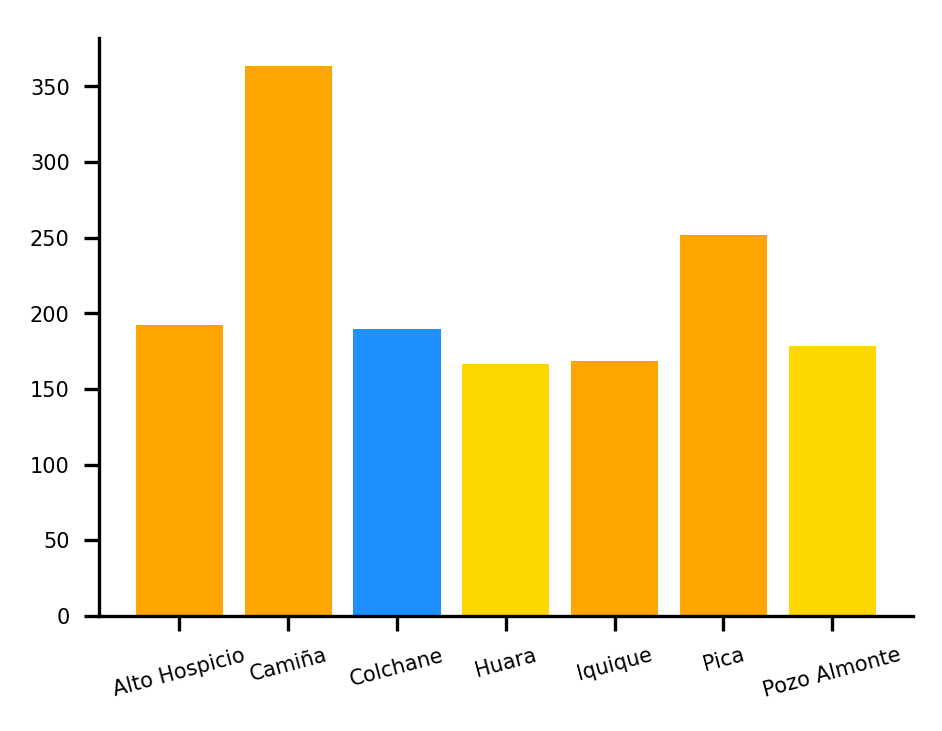 350
300
250
200
150
100
50
0
Alto Hospicio
Camiña
Colchane
Huara
Iquique
Pica
Pozo Almonte